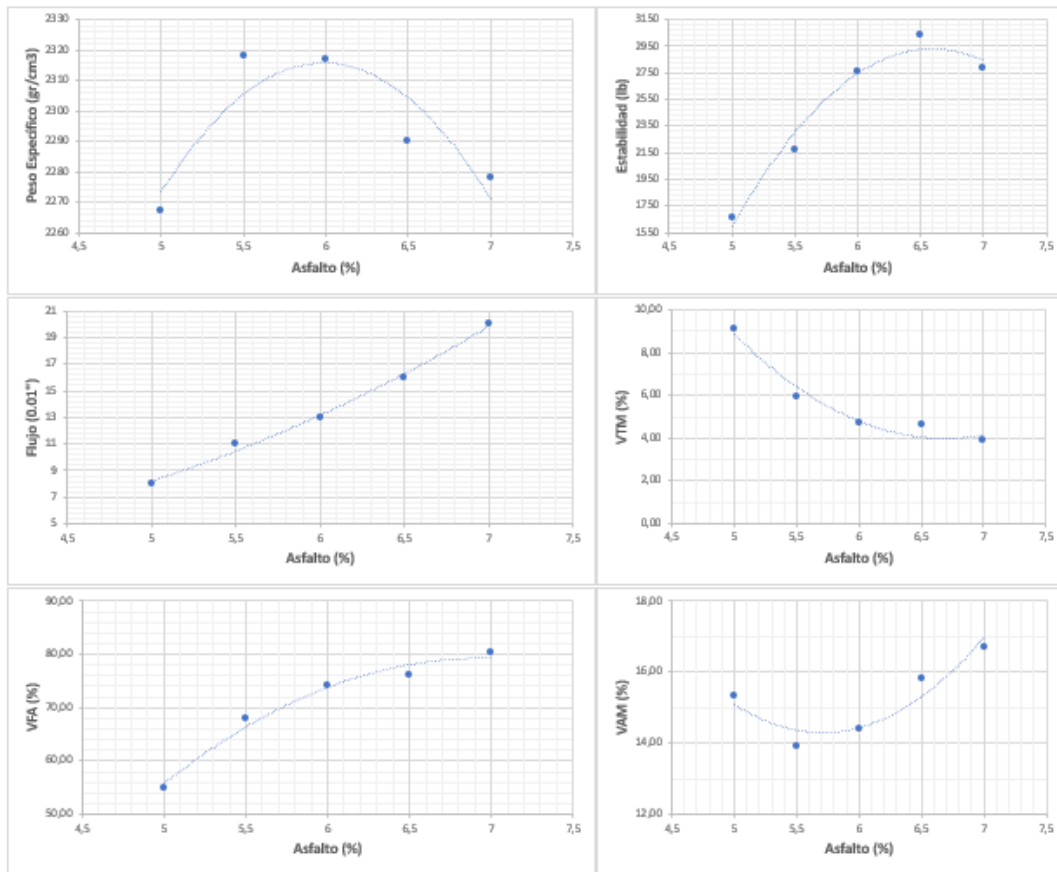 Peso Específico (gr/cm3)
2330
2320
2310
2300
2290
2280
2270
2260
4,5 5 5,5 6 6,5 7 7,5
Asfalto (%)
Estabilidad (lb)
3150
2950
2750
2550
2350
2150
1950
1750
1550
4,5 5 5,5 6 6,5 7 7,5
Asfalto (%)
Flujo (0.01")
21
19
17
15
13
11
9
7
5
4,5 5 5,5 6 6,5 7 7,5
Asfalto (%)
VTM (%)
10,00
8,00
6,00
4,00
2,00
0,00
4,5 5 5,5 6 6,5 7 7,5
Asfalto (%)
VFA (%)
90,00
80,00
70,00
60,00
50,00
4,5 5 5,5 6 6,5 7 7,5
Asfalto (%)
VAM (%)
18,00
16,00
14,00
12,00
4,5 5 5,5 6 6,5 7 7,5
Asfalto (%)